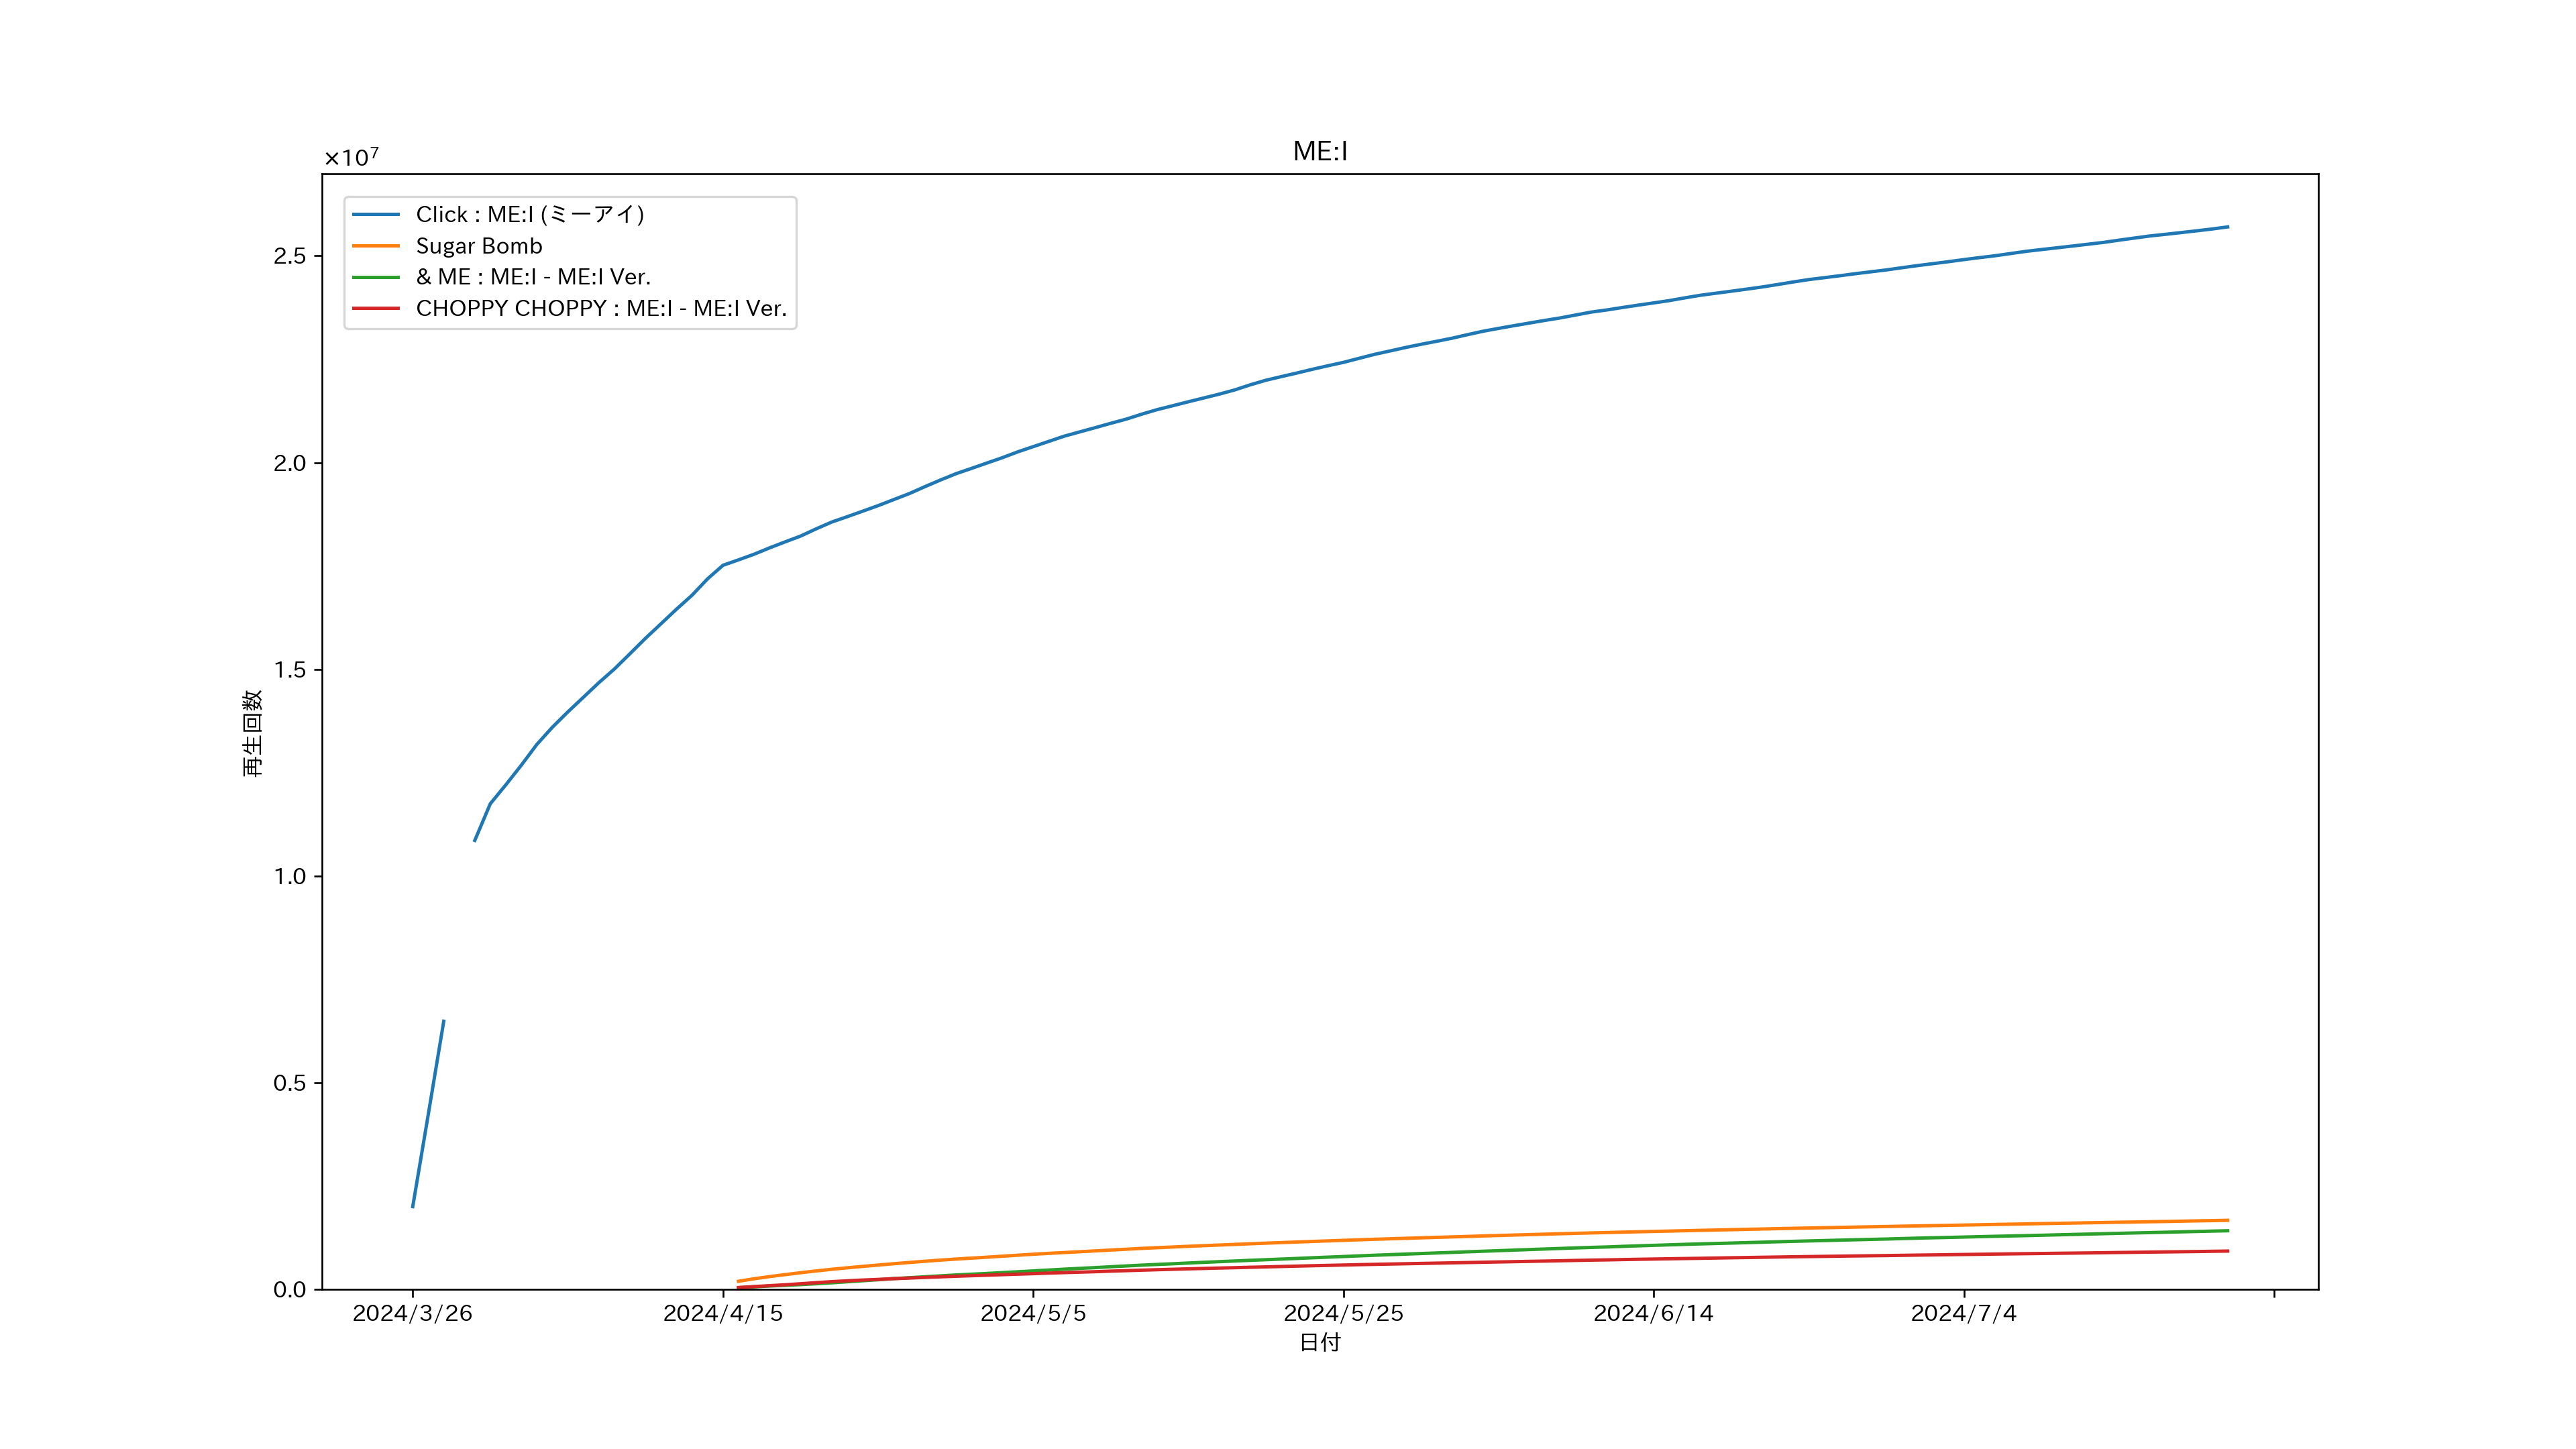 ME:I
×10⁷
Click : ME:I (ミーアイ)
Sugar Bomb
& ME : ME:I - ME:I Ver.
CHOPPY CHOPPY : ME:I - ME:I Ver.
2.5
2.0
1.5
1.0
0.5
0.0
再生回数
2024/3/26
2024/4/15
2024/5/5
2024/5/25
2024/6/14
2024/7/4
日付